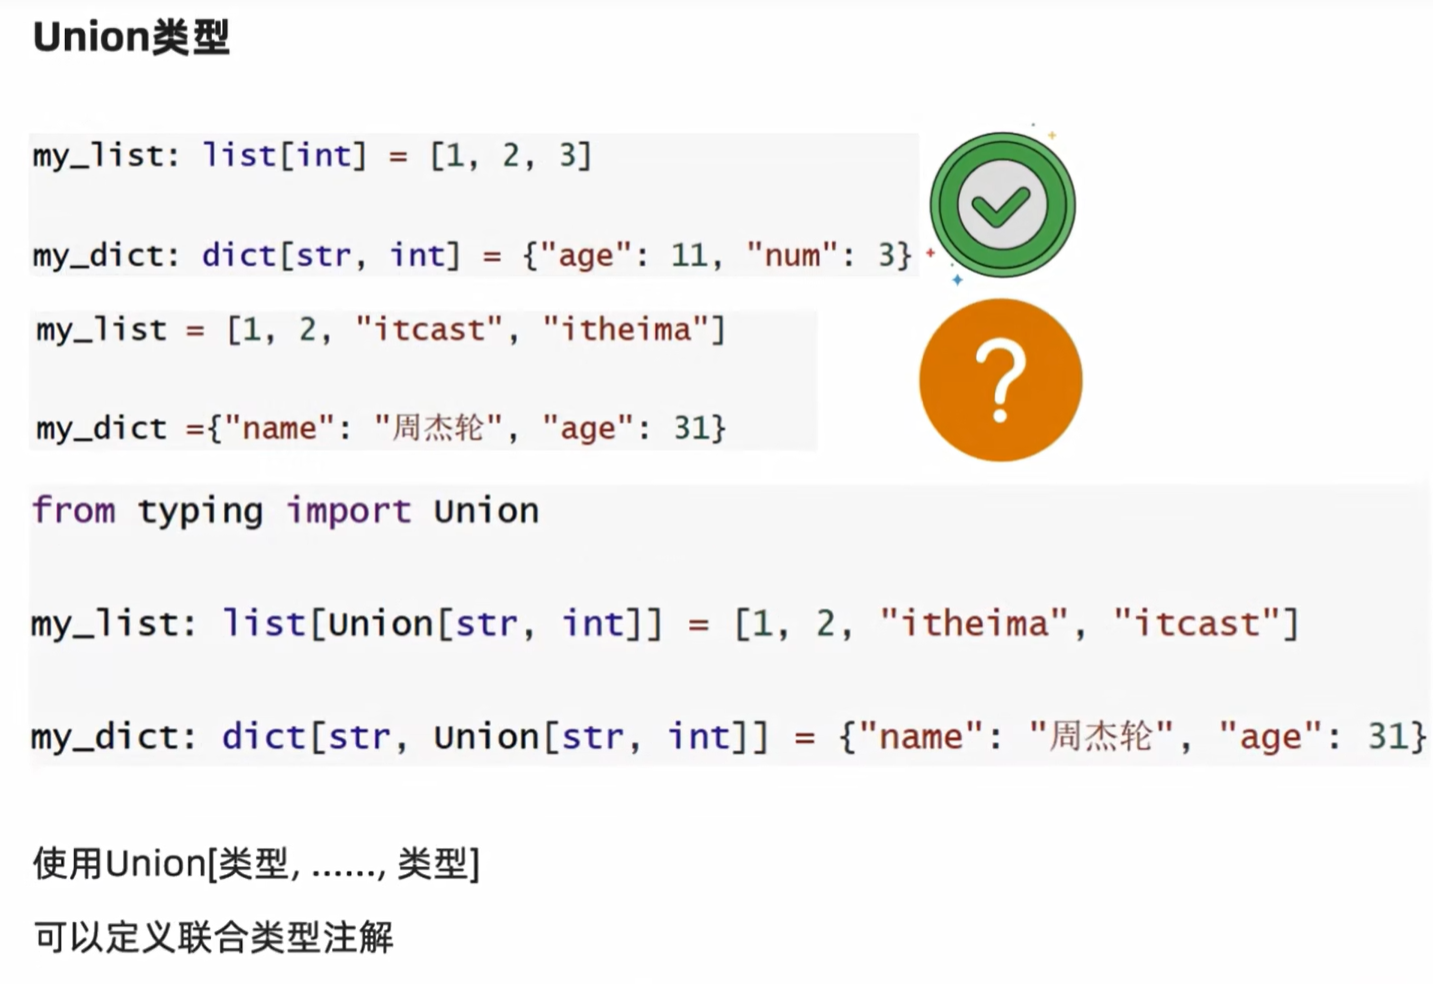 Union类型
my_list: list[int] = [1, 2, 3]
my_dict: dict[str, int] = {"age": 11, "num": 3}
my_list = [1, 2, "itcast", "itheima"]
my_dict ={"name": "周杰轮", "age": 31}
?
from typing import Union
my_list: list[Union[str, int]] = [1, 2, "itheima", "itcast"]
my_dict: dict[str, Union[str, int]] = {"name": "周杰轮", "age": 31}
使用Union[类型, ......, 类型]
可以定义联合类型注解